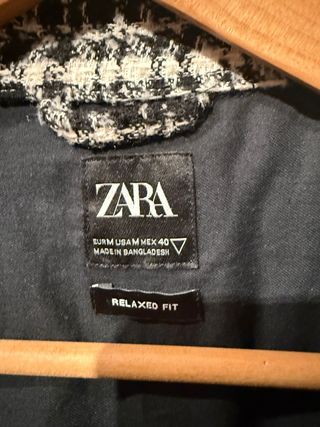 ZARA
EUR M USA M MEX 40
MADE IN BANGLADESH
RELAXED FIT